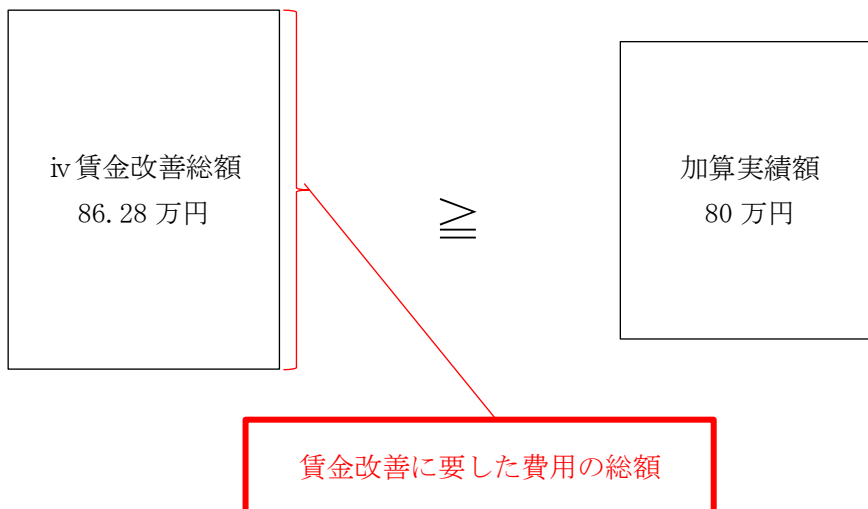 ⅳ賃金改善総額
86.28 万円
≧
加算実績額
80 万円
賃金改善に要した費用の総額